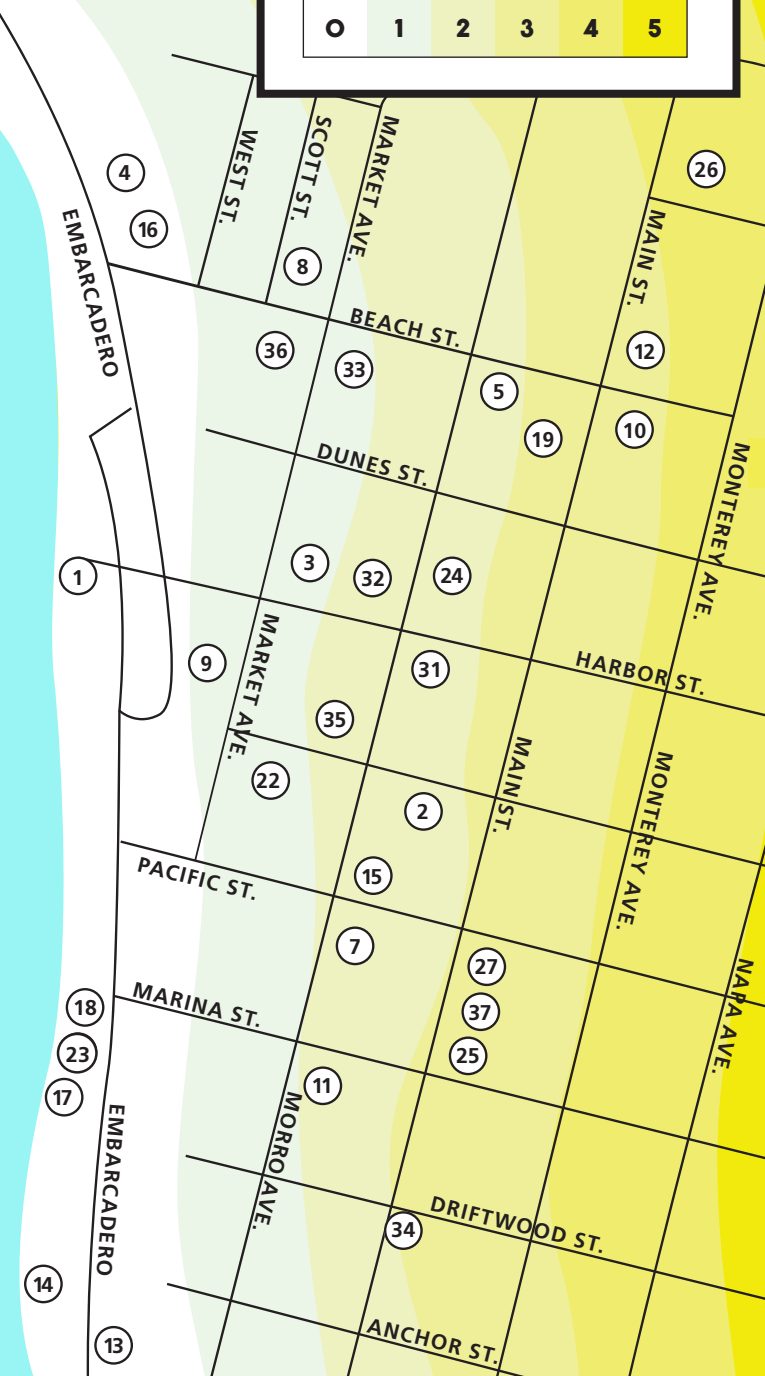 0 1 2 3 4 5
WEST ST.
SCOTT ST.
MARKET AVE.
4
26
16
EMBARCADERO
MAIN ST.
8
BEACH ST.
36
33
12
5
19
10
DUNES ST.
MONTEREY AVE.
3
32
24
1
MARKET AVE.
9
31
HARBOR ST.
35
22
MAIN ST.
MONTEREY AVE.
2
PACIFIC ST.
15
7
27
NAPA AVE.
18
MARINA ST.
37
23
25
17
11
MORRO AVE.
EMBARCADERO
34
DRIFTWOOD ST.
14
13
ANCHOR ST.